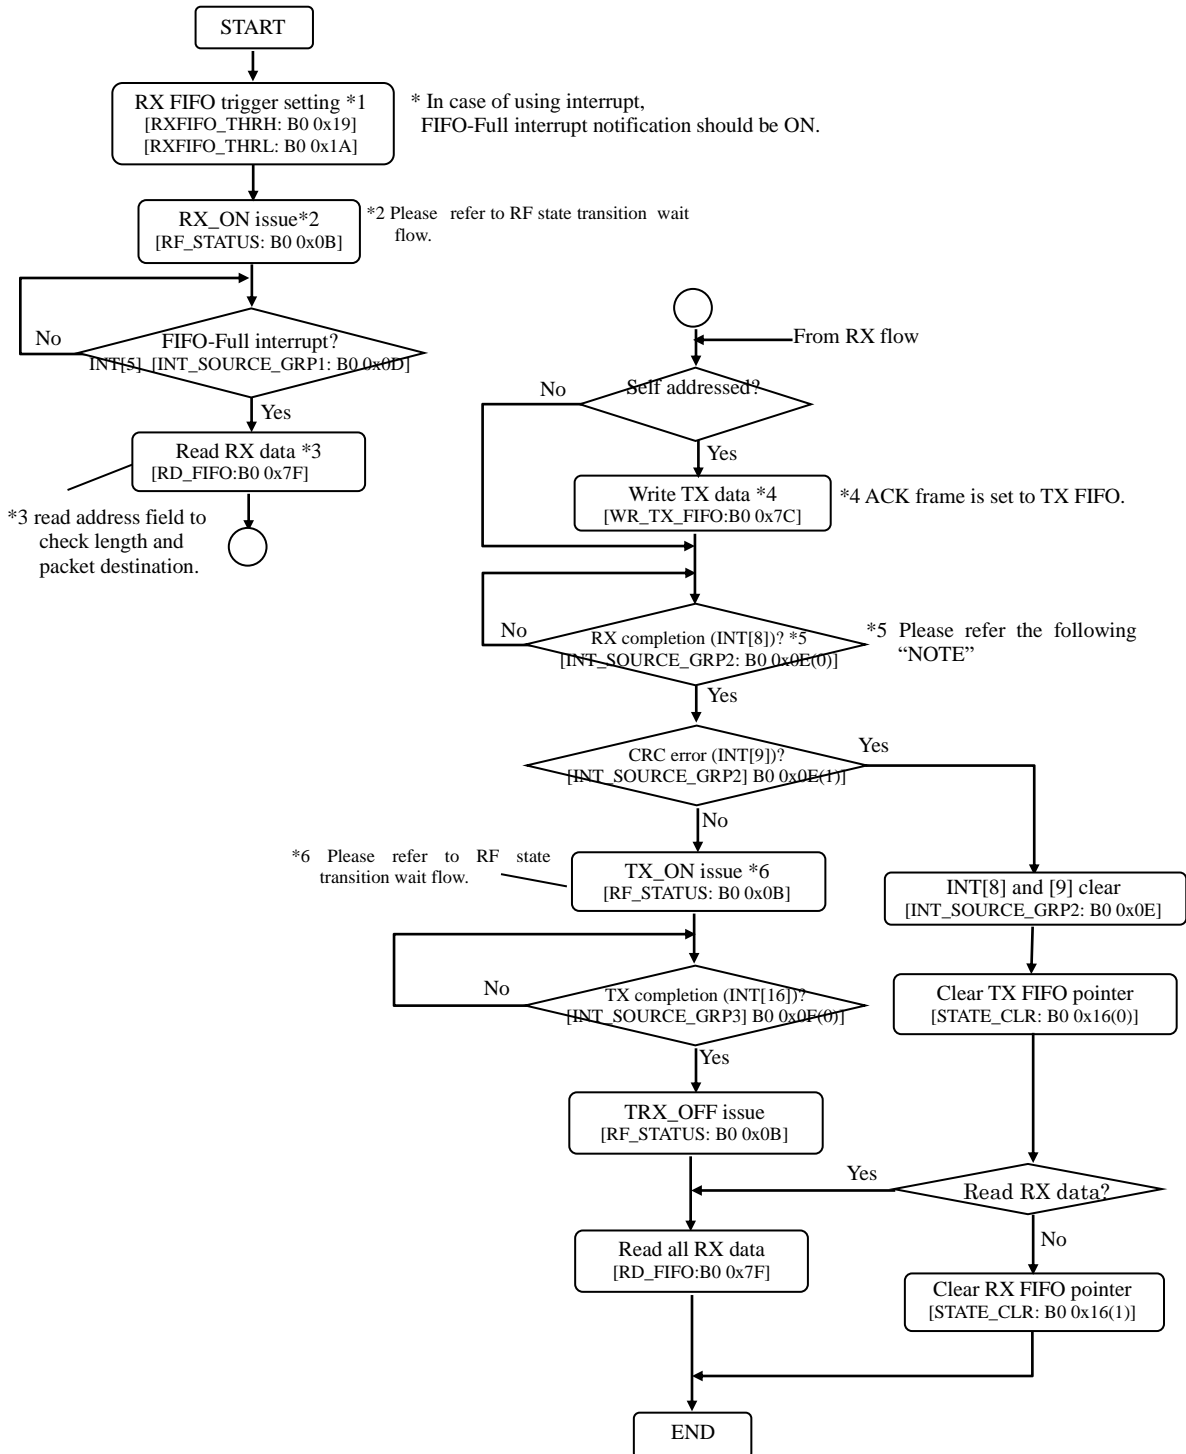 START
RX FIFO trigger setting *1
[RXFIFO_THRH: B0 0x19]
[RXFIFO_THRL: B0 0x1A]
* In case of using interrupt,
FIFO-Full interrupt notification should be ON.
RX_ON issue*2
[RF_STATUS: B0 0x0B]
*2 Please refer to RF state transition wait
flow.
No
FIFO-Full interrupt?
INT[5] [INT_SOURCE_GRP1: B0 0x0D]
Yes
Read RX data *3
[RD_FIFO:B0 0x7F]
*3 read address field to
check length and
packet destination.
From RX flow
No
Self addressed?
Yes
Write TX data *4
[WR_TX_FIFO:B0 0x7C]
*4 ACK frame is set to TX FIFO.
No
RX completion (INT[8])? *5
[INT_SOURCE_GRP2: B0 0x0E(0)]
*5 Please refer the following
“NOTE”
Yes
CRC error (INT[9])?
[INT_SOURCE_GRP2] B0 0x0E(1)]
Yes
No
*6 Please refer to RF state
transition wait flow.
TX_ON issue *6
[RF_STATUS: B0 0x0B]
INT[8] and [9] clear
[INT_SOURCE_GRP2: B0 0x0E]
No
TX completion (INT[16])?
[INT_SOURCE_GRP3] B0 0x0F(0)]
Clear TX FIFO pointer
[STATE_CLR: B0 0x16(0)]
Yes
TRX_OFF issue
[RF_STATUS: B0 0x0B]
Yes
Read RX data?
No
Read all RX data
[RD_FIFO:B0 0x7F]
Clear RX FIFO pointer
[STATE_CLR: B0 0x16(1)]
END